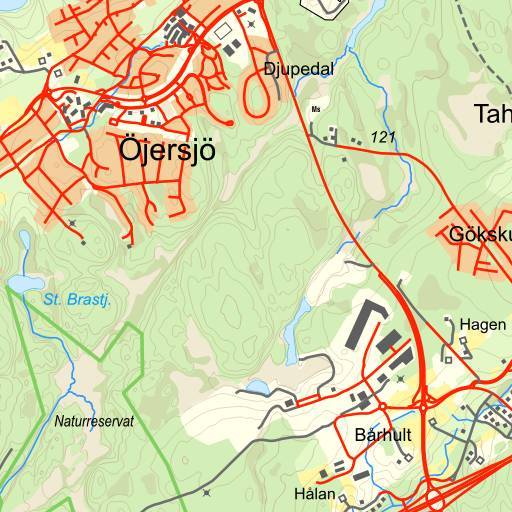 Djupedal
Ms
Tah
121
Öjersjö
Göksku
St. Brastj.
Hagen
Naturreservat
Bårhult
Hålan